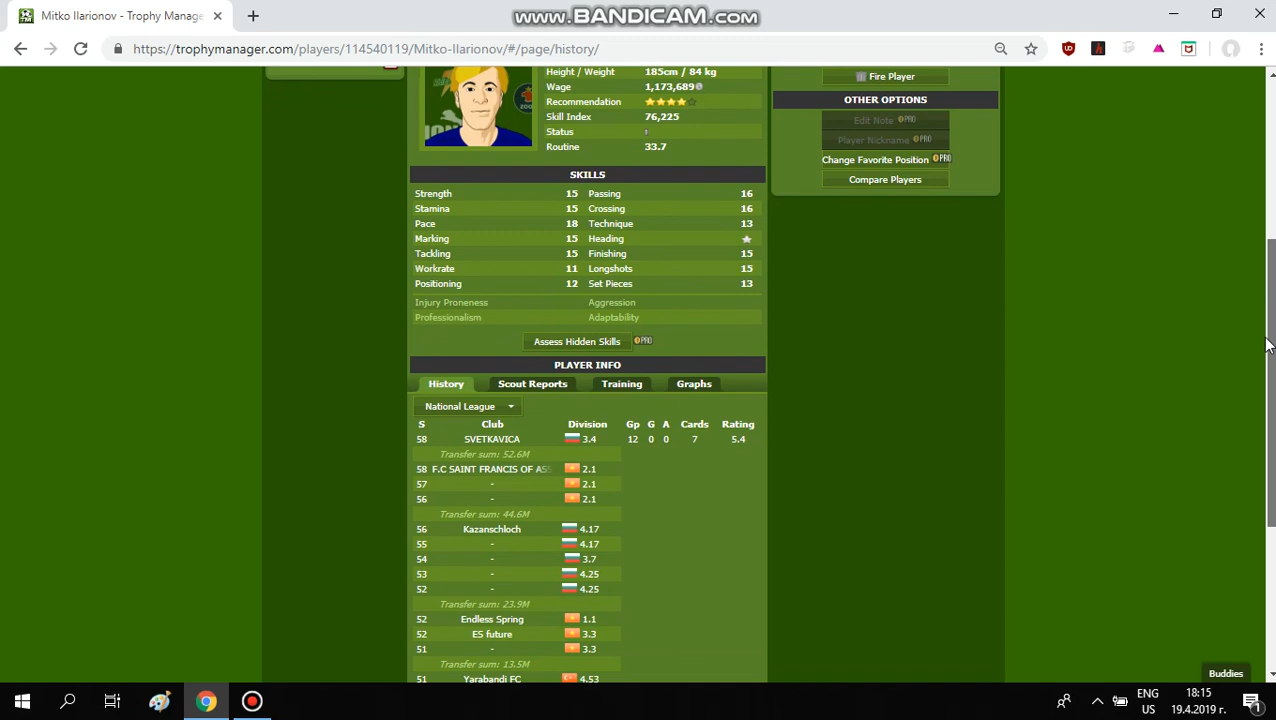 Mitko Ilarionov - Trophy Manage
www.BANDICAM.com
https://trophymanager.com/players/114540119/Mitko-Ilarionov/#/page/history/
Height / Weight 185cm / 84 kg
Wage 1,173,689
Recommendation
Skill Index 76,225
Status
Routine 33.7
Fire Player
OTHER OPTIONS
Edit Note PRO
Player Nickname PRO
Change Favorite Position PRO
Compare Players
SKILLS
Strength 15 Passing 16
Stamina 15 Crossing 16
Pace 18 Technique 13
Marking 15 Heading
Tackling 15 Finishing 15
Workrate 11 Longshots 15
Positioning 12 Set Pieces 13
Injury Proneness Aggression
Professionalism Adaptability
Assess Hidden Skills PRO
PLAYER INFO
History Scout Reports Training Graphs
National League
S Club Division Gp G A Cards Rating
58 SVETKAVICA 3.4 12 0 0 7 5.4
Transfer sum: 52.6M
58 F.C SAINT FRANCIS OF ASS 2.1
57 - 2.1
56 - 2.1
Transfer sum: 44.6M
56 Kazanschloch 4.17
55 - 4.17
54 - 3.7
53 - 4.25
52 - 4.25
Transfer sum: 23.9M
52 Endless Spring 1.1
52 ES future 3.3
51 - 3.3
Transfer sum: 13.5M
51 Yarabandi FC 4.53
Buddies
ENG 18:15
US 19.4.2019 г.
1